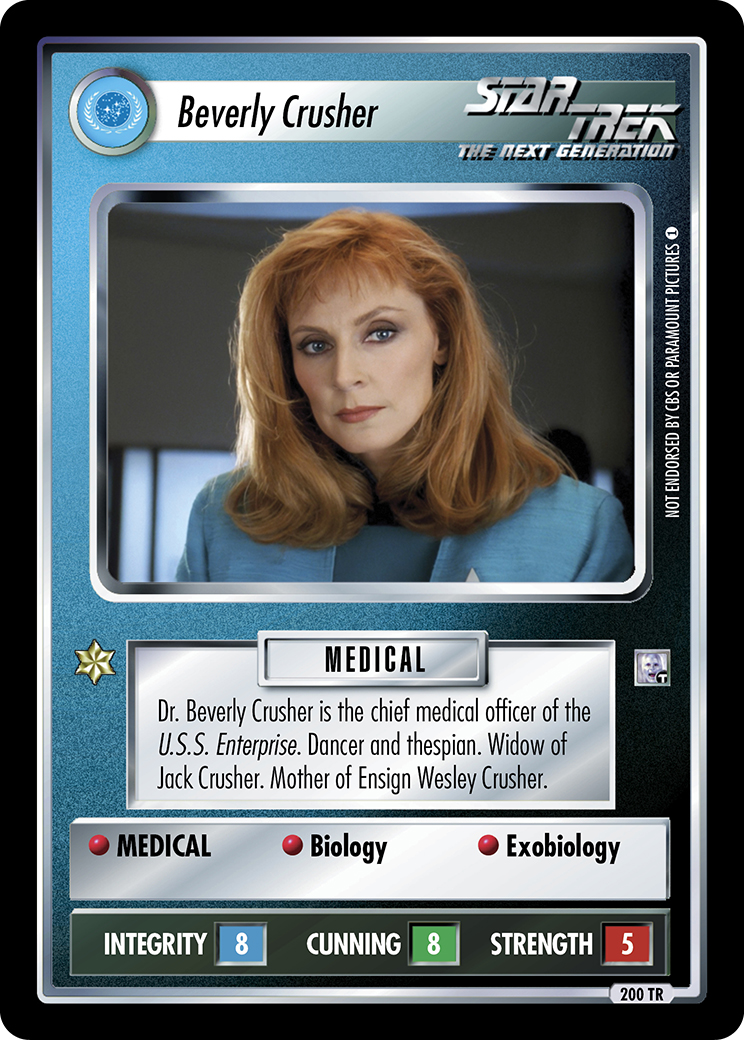 Beverly Crusher
STAR TREK
THE NEXT GENERATION
NOT ENDORSED BY CBS OR PARAMOUNT PICTURES 1
MEDICAL
T
Dr. Beverly Crusher is the chief medical officer of the
U.S.S. Enterprise. Dancer and thespian. Widow of
Jack Crusher. Mother of Ensign Wesley Crusher.
MEDICAL Biology Exobiology
INTEGRITY 8 CUNNING 8 STRENGTH 5
200 TR